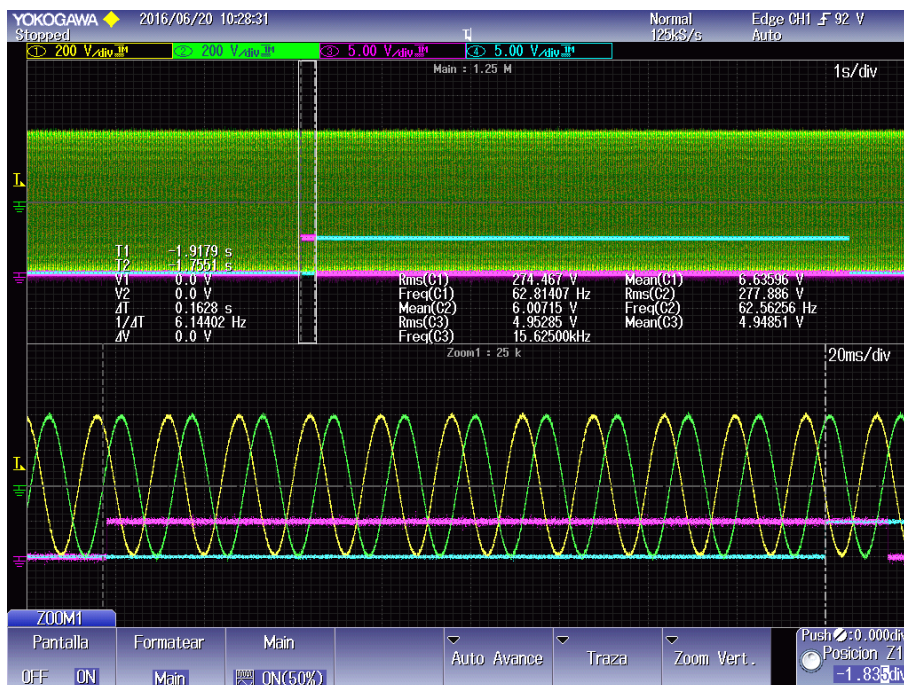 YOKOGAWA 2016/06/20 10:28:31 Normal Edge CH1 92 V
Stopped 125kS/s Auto
1 200 V/div 1M 2 200 V/div 1M 3 5.00 V/div 1M 4 5.00 V/div 1M
Main : 1.25 M 1s/div
T1 -1.9179 s
T2 -1.7551 s
V1 0.0 V Rms(C1) 274.467 V Mean(C1) 6.63596 V
V2 0.0 V Freq(C1) 62.81407 Hz Rms(C2) 277.886 V
ΔT 0.1628 s Mean(C2) 6.00715 V Freq(C2) 62.56256 Hz
1/ΔT 6.14402 Hz Rms(C3) 4.95285 V Mean(C3) 4.94851 V
ΔV 0.0 V Freq(C3) 15.62500kHz
Zoom1 : 25 k 20ms/div
ZOOM1
Pantalla Formatear Main Auto Avance Traza Zoom Vert. Push :0.000div
Posicion Z1
OFF ON Main ON(50%) -1.835div